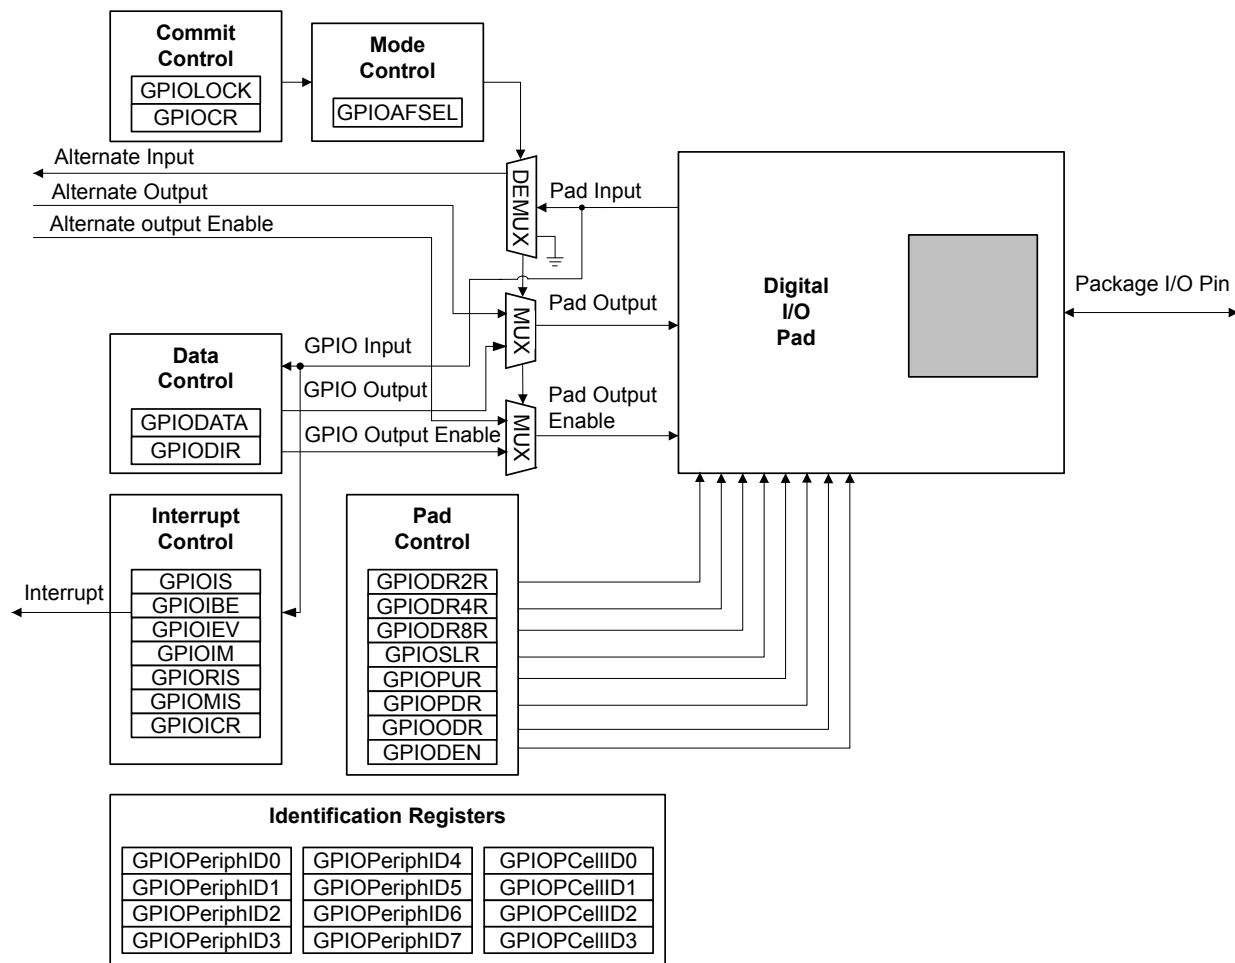 Commit
Control
GPIOLOCK
GPIOCR
Mode
Control
GPIOAFSEL
Alternate Input
Alternate Output
Alternate output Enable
DEMUX
Pad Input
MUX
Pad Output
MUX
Pad Output
Enable
Digital
I/O
Pad
Package I/O Pin
Data
Control
GPIODATA
GPIODIR
GPIO Input
GPIO Output
GPIO Output Enable
Interrupt
Control
GPIOIS
GPIOIBE
GPIOIEV
GPIOIM
GPIORIS
GPIOMIS
GPIOICR
Interrupt
Pad
Control
GPIODR2R
GPIODR4R
GPIODR8R
GPIOSLR
GPIOPUR
GPIOPDR
GPIOODR
GPIODEN
Identification Registers
GPIOPeriphID0
GPIOPeriphID1
GPIOPeriphID2
GPIOPeriphID3
GPIOPeriphID4
GPIOPeriphID5
GPIOPeriphID6
GPIOPeriphID7
GPIOPCellID0
GPIOPCellID1
GPIOPCellID2
GPIOPCellID3